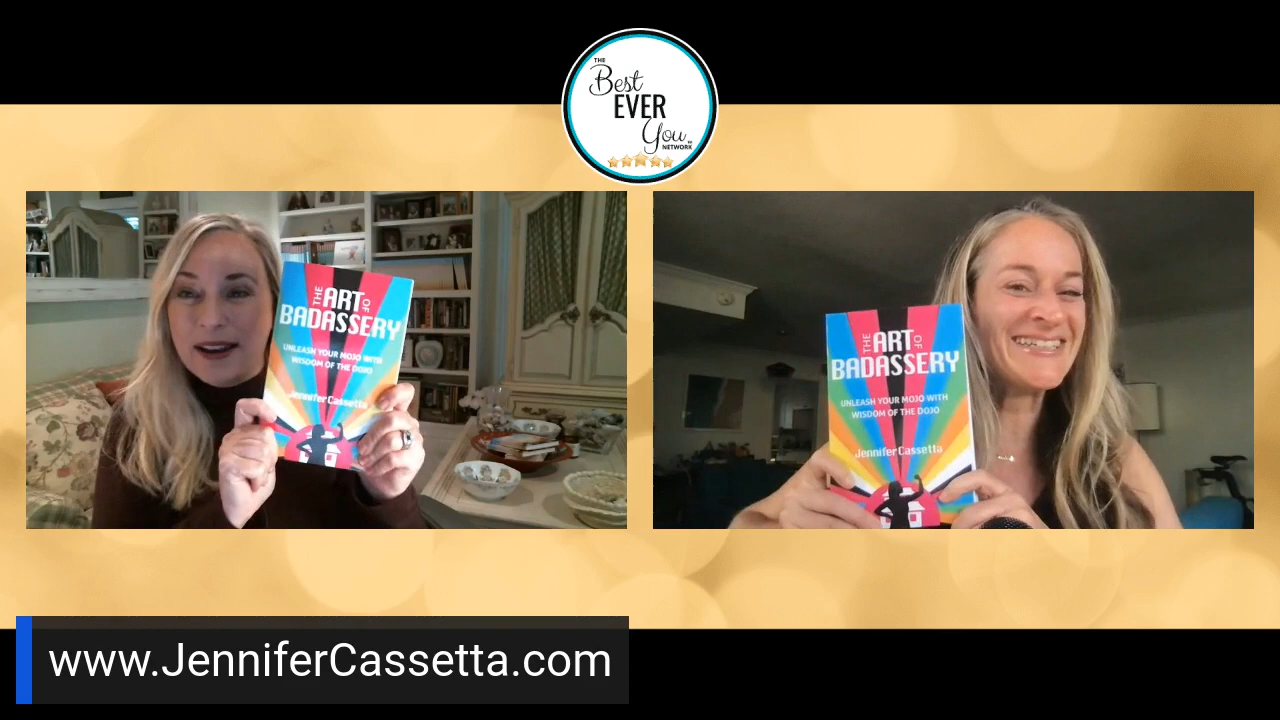 THE
Best
EVER
You
NETWORK
THE ART OF
BADASSERY
UNLEASH YOUR MOJO WITH
WISDOM OF THE DOJO
Jennifer Cassetta
THE ART OF
BADASSERY
UNLEASH YOUR MOJO WITH
WISDOM OF THE DOJO
Jennifer Cassetta
www.JenniferCassetta.com